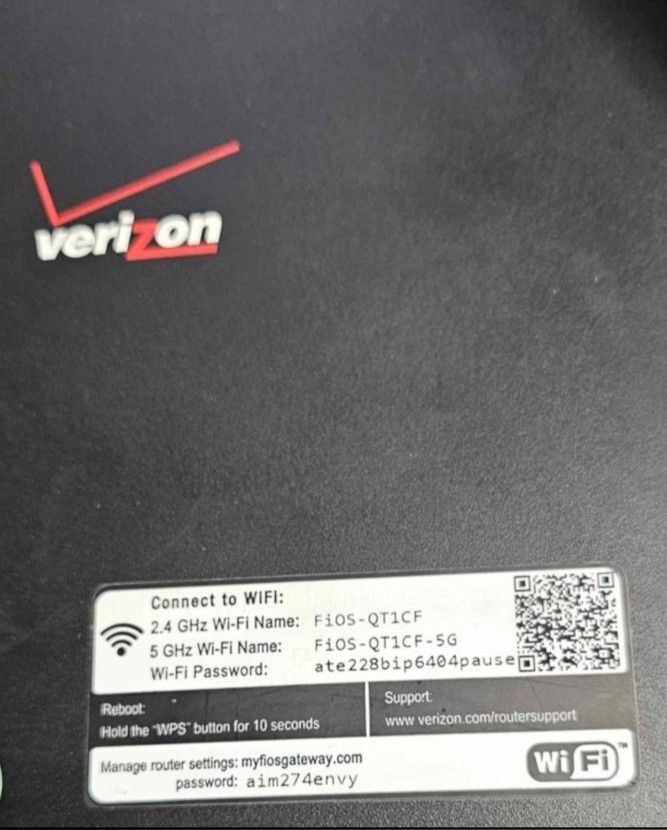 verizon
Connect to WiFi:
2.4 GHz Wi-Fi Name: FiOS-QT1CF
5 GHz Wi-Fi Name: FiOS-QT1CF-5G
Wi-Fi Password: ate228bip6404pause
Reboot:
Hold the "WPS" button for 10 seconds
Support:
www.verizon.com/routersupport
Manage router settings: myfiosgateway.com
password: aim274envy
Wi Fi™